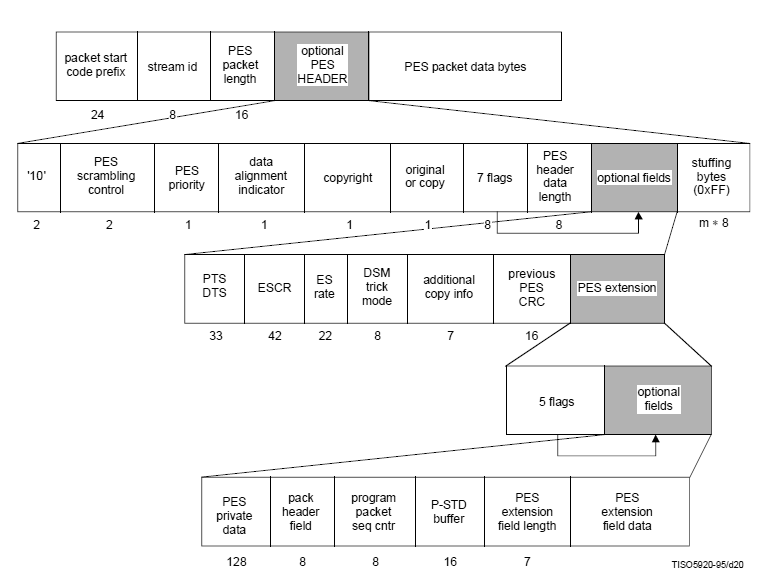 packet start
code prefix
stream id
PES
packet
length
optional
PES
HEADER
PES packet data bytes
24
8
16
'10'
PES
scrambling
control
PES
priority
data
alignment
indicator
copyright
original
or copy
7 flags
PES
header
data
length
optional fields
stuffing
bytes
(0xFF)
2
2
1
1
1
1
8
8
m ∗ 8
PTS
DTS
ESCR
ES
rate
DSM
trick
mode
additional
copy info
previous
PES
CRC
PES extension
33
42
22
8
7
16
5 flags
optional
fields
PES
private
data
pack
header
field
program
packet
seq cntr
P-STD
buffer
PES
extension
field length
PES
extension
field data
128
8
8
16
7
TISO5920-95/d20